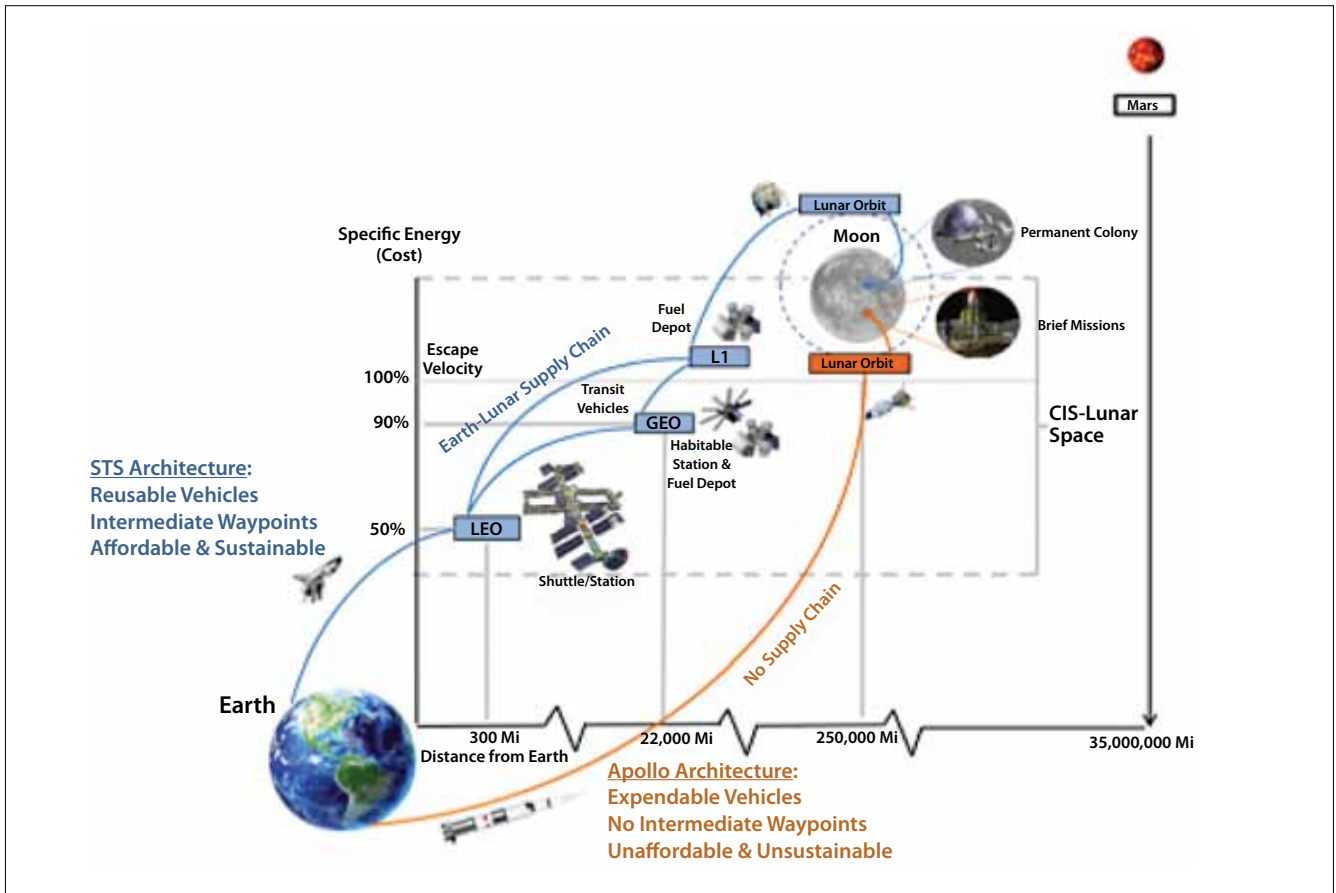 Mars
Lunar Orbit
Moon
Permanent Colony
Specific Energy
(Cost)
Fuel
Depot
Brief Missions
Escape
Velocity
L1
Lunar Orbit
100%
Earth-Lunar Supply Chain
Transit
Vehicles
90%
GEO
CIS-Lunar
Space
Habitable
Station &
Fuel Depot
STS Architecture:
Reusable Vehicles
Intermediate Waypoints
Affordable & Sustainable
50%
LEO
Shuttle/Station
No Supply Chain
Earth
300 Mi
22,000 Mi
250,000 Mi
35,000,000 Mi
Distance from Earth
Apollo Architecture:
Expendable Vehicles
No Intermediate Waypoints
Unaffordable & Unsustainable